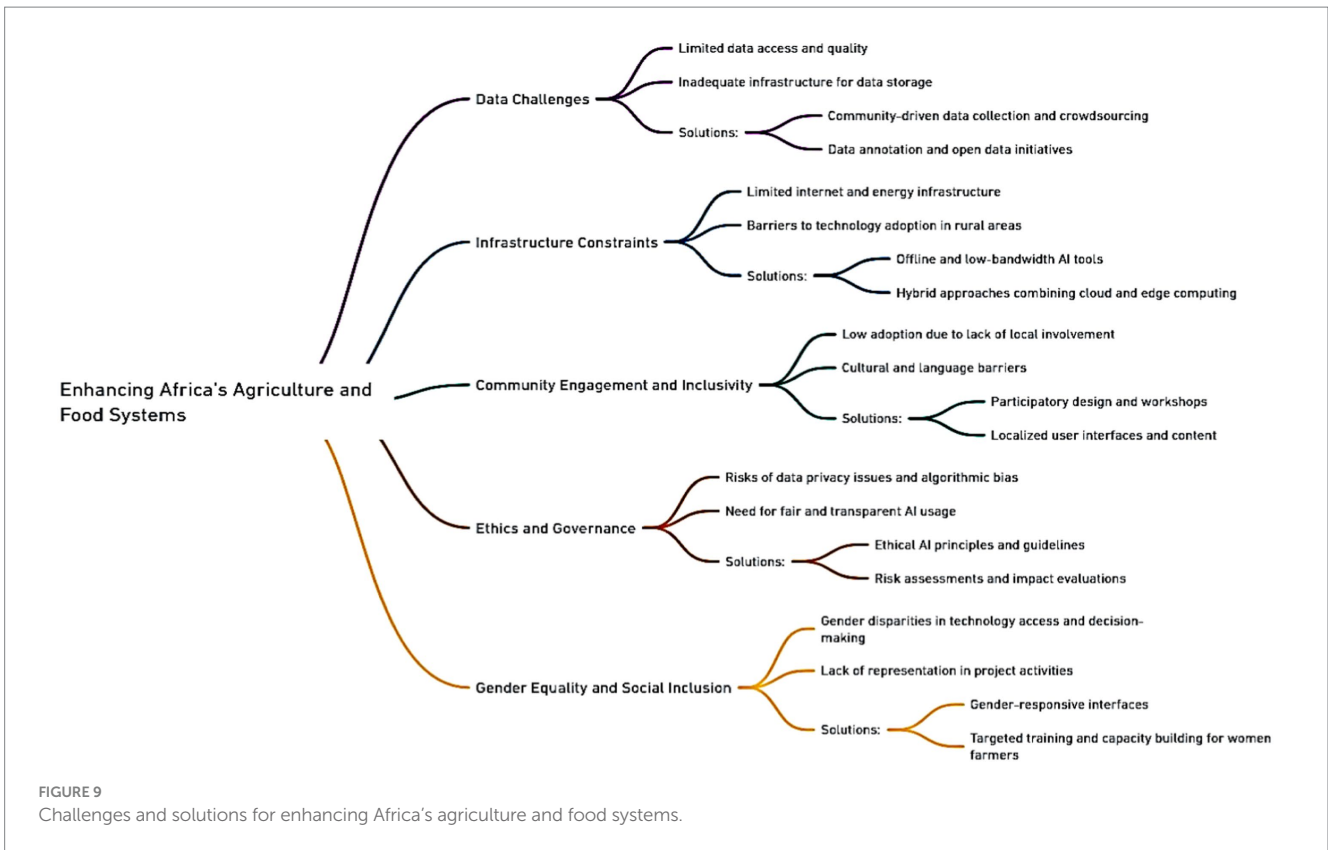 Limited data access and quality
Inadequate infrastructure for data storage
Data Challenges
Solutions:
Community-driven data collection and crowdsourcing
Data annotation and open data initiatives
Limited internet and energy infrastructure
Barriers to technology adoption in rural areas
Infrastructure Constraints
Solutions:
Offline and low-bandwidth AI tools
Hybrid approaches combining cloud and edge computing
Low adoption due to lack of local involvement
Cultural and language barriers
Enhancing Africa's Agriculture and
Food Systems
Community Engagement and Inclusivity
Solutions:
Participatory design and workshops
Localized user interfaces and content
Risks of data privacy issues and algorithmic bias
Need for fair and transparent AI usage
Ethics and Governance
Solutions:
Ethical AI principles and guidelines
Risk assessments and impact evaluations
Gender disparities in technology access and decision-
making
Lack of representation in project activities
Gender Equality and Social Inclusion
Solutions:
Gender-responsive interfaces
Targeted training and capacity building for women
farmers
FIGURE 9
Challenges and solutions for enhancing Africa's agriculture and food systems.